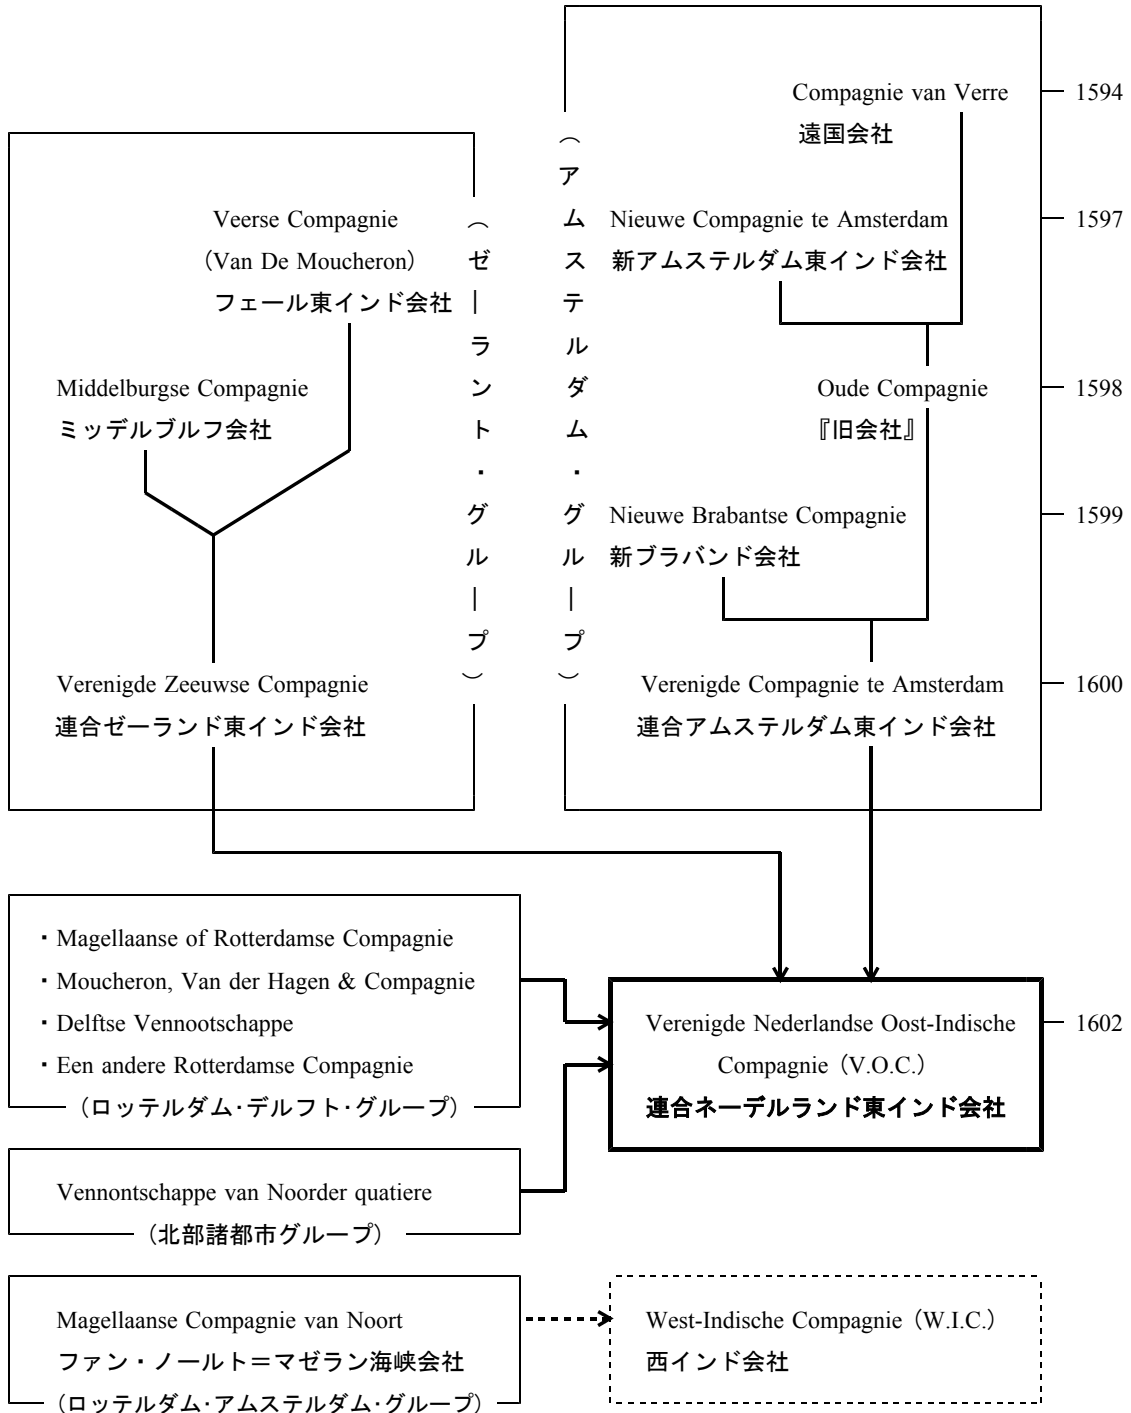 Compagnie van Verre
遠国会社
1594
Veerse Compagnie
（Van De Moucheron）
フェール東インド会社
Nieuwe Compagnie te Amsterdam
新アムステルダム東インド会社
1597
Middelburgse Compagnie
ミッデルブルフ会社
Oude Compagnie
『旧会社』
1598
Nieuwe Brabantse Compagnie
新ブラバンド会社
1599
Verenigde Zeeuwse Compagnie
連合ゼーランド東インド会社
（ゼーラント・グループ）
（アムステルダム・グループ）
Verenigde Compagnie te Amsterdam
連合アムステルダム東インド会社
1600
・Magellaanse of Rotterdamse Compagnie
・Moucheron, Van der Hagen & Compagnie
・Delftse Vennootschappe
・Een andere Rotterdamse Compagnie
（ロッテルダム・デルフト・グループ）
Verenigde Nederlandse Oost-Indische
Compagnie（V.O.C.）
連合ネーデルランド東インド会社
1602
Vennontschappe van Noorder quatiere
（北部諸都市グループ）
Magellaanse Compagnie van Noort
ファン・ノールト＝マゼラン海峡会社
（ロッテルダム・アムステルダム・グループ）
West-Indische Compagnie（W.I.C.）
西インド会社